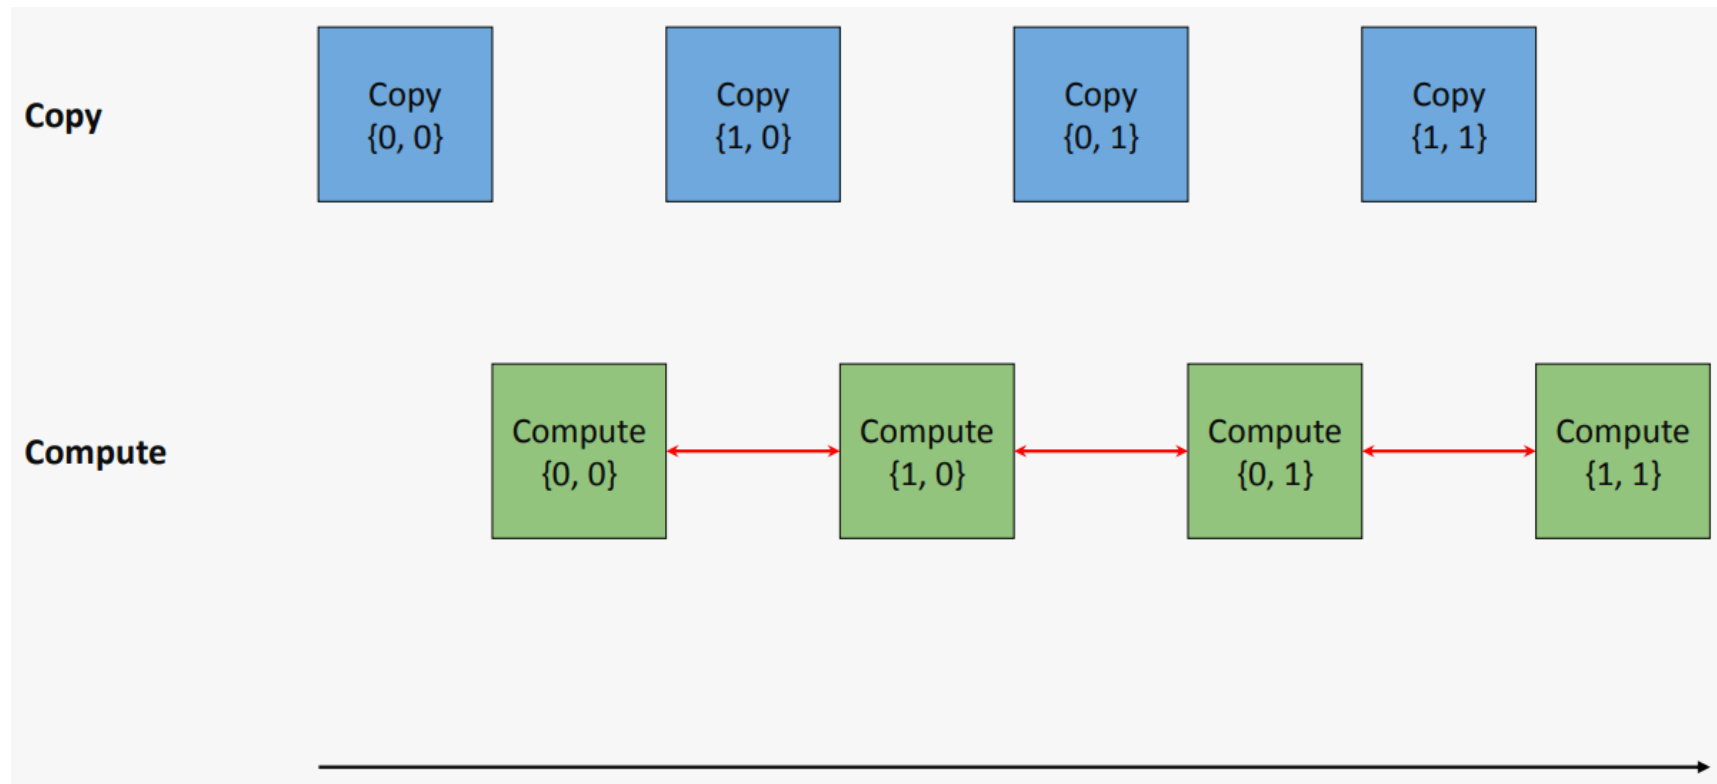 Copy
Copy
{0, 0}
Copy
{1, 0}
Copy
{0, 1}
Copy
{1, 1}
Compute
Compute
{0, 0}
Compute
{1, 0}
Compute
{0, 1}
Compute
{1, 1}